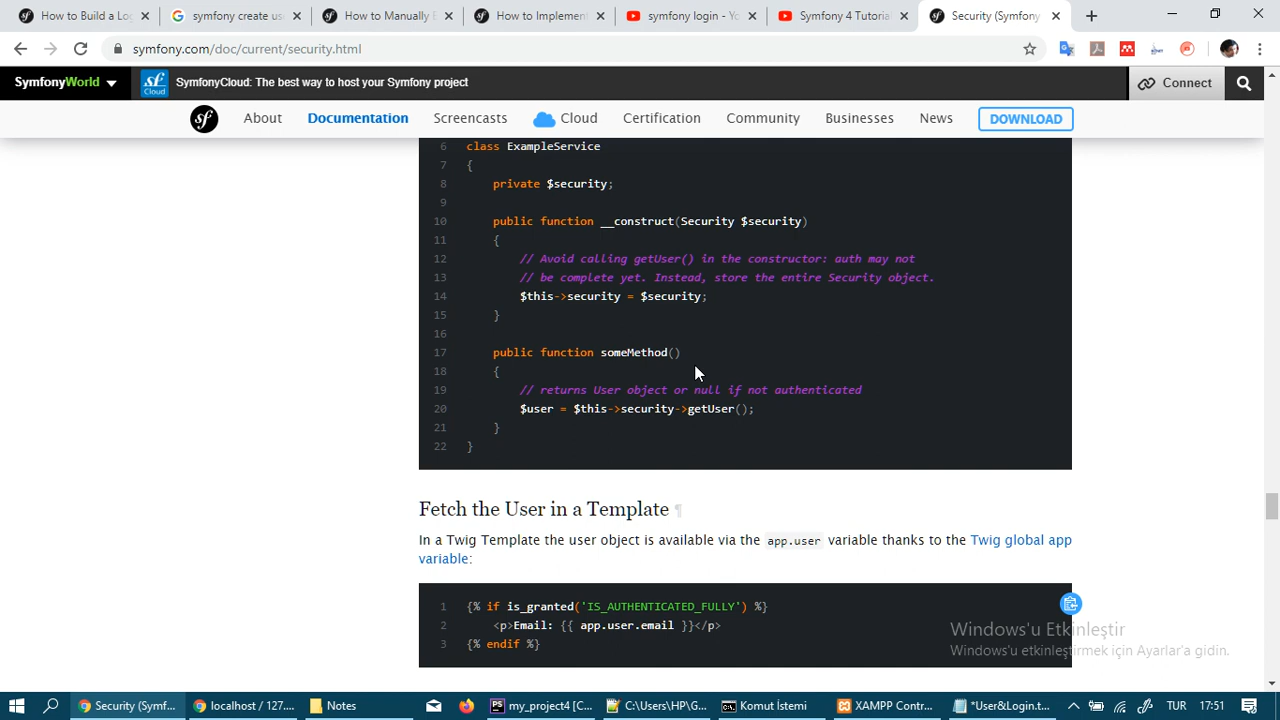 How to Build a Lo
symfony create us
How to Manually E
How to Implemen
symfony login - Yo
Symfony 4 Tutoria
Security (Symfony
symfony.com/doc/current/security.html
SymfonyWorld
sf Cloud
SymfonyCloud: The best way to host your Symfony project
Connect
About
Documentation
Screencasts
Cloud
Certification
Community
Businesses
News
DOWNLOAD
6 class ExampleService
7 {
8 private $security;
9
10 public function __construct(Security $security)
11 {
12 // Avoid calling getUser() in the constructor: auth may not
13 // be complete yet. Instead, store the entire Security object.
14 $this->security = $security;
15 }
16
17 public function someMethod()
18 {
19 // returns User object or null if not authenticated
20 $user = $this->security->getUser();
21 }
22 }
Fetch the User in a Template ¶
In a Twig Template the user object is available via the app.user variable thanks to the Twig global app
variable:
1 {% if is_granted('IS_AUTHENTICATED_FULLY') %}
2 <p>Email: {{ app.user.email }}</p>
3 {% endif %}
Windows'u Etkinleştir
Windows'u etkinleştirmek için Ayarlar'a gidin.
Security (Symf...
localhost / 127....
Notes
my_project4 [C...
C:\Users\HP\G...
Komut İstemi
XAMPP Contr...
*User&Login.t...
TUR
17:51